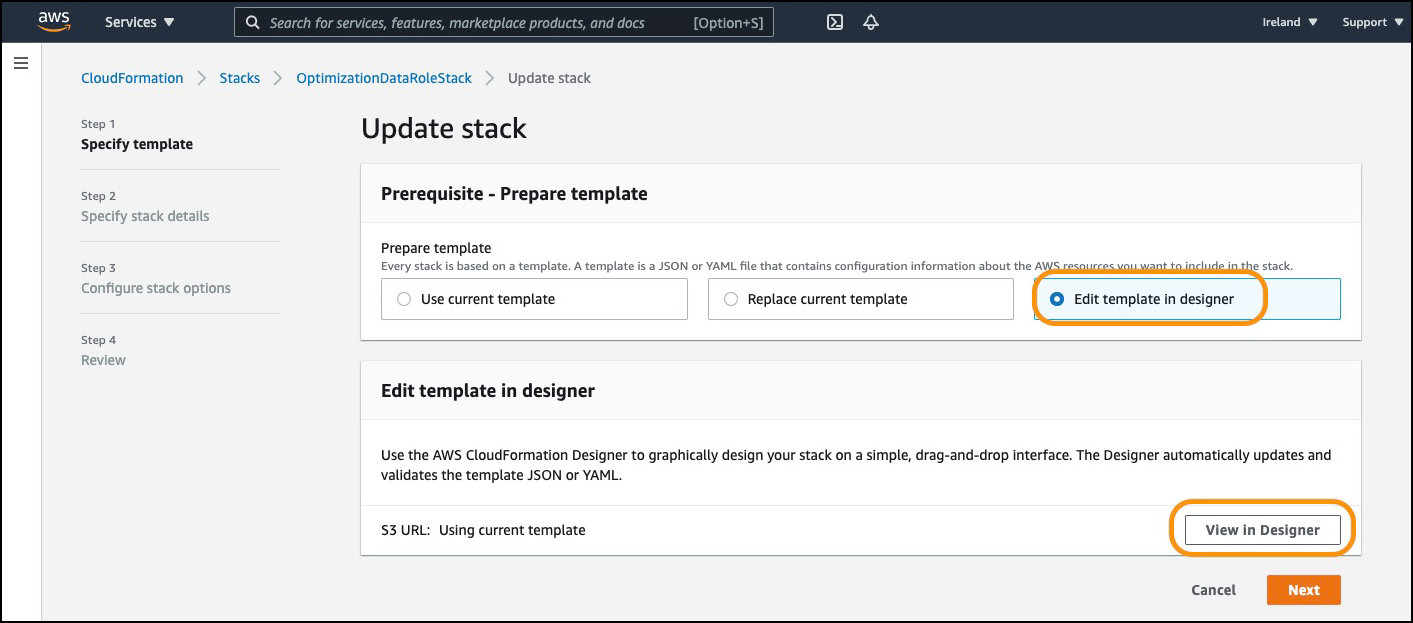 aws Services Search for services, features, marketplace products, and docs [Option+S] Ireland Support
CloudFormation Stacks OptimizationDataRoleStack Update stack
Step 1
Specify template
Step 2
Specify stack details
Step 3
Configure stack options
Step 4
Review
Update stack
Prerequisite - Prepare template
Prepare template
Every stack is based on a template. A template is a JSON or YAML file that contains configuration information about the AWS resources you want to include in the stack.
Use current template Replace current template Edit template in designer
Edit template in designer
Use the AWS CloudFormation Designer to graphically design your stack on a simple, drag-and-drop interface. The Designer automatically updates and
validates the template JSON or YAML.
S3 URL: Using current template View in Designer
Cancel Next